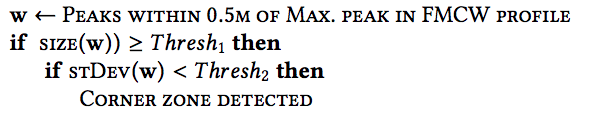 w ← Peaks within 0.5m of Max. peak in FMCW profile
if size(w)) ≥ Thresh₁ then
if stDev(w) < Thresh₂ then
Corner zone detected